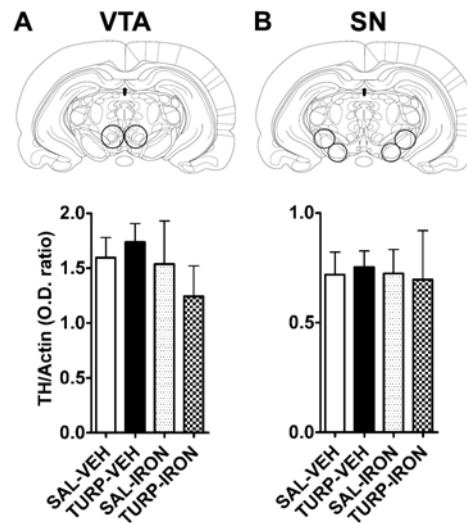 A VTA
B SN
TH/Actin (O.D. ratio)
2.0
1.5
1.0
0.5
0.0
SAL-VEH
TURP-VEH
SAL-IRON
TURP-IRON
1.0
0.5
0.0
SAL-VEH
TURP-VEH
SAL-IRON
TURP-IRON